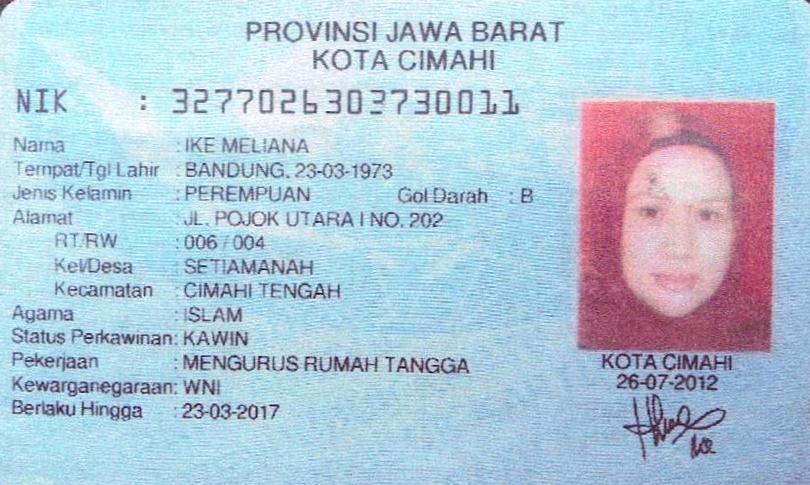 PROVINSI JAWA BARAT
KOTA CIMAHI
NIK : 3277026303730011
Nama : IKE MELIANA
Tempat/Tgl Lahir : BANDUNG, 23-03-1973
Jenis Kelamin : PEREMPUAN Gol Darah : B
Alamat : JL. POJOK UTARA I NO. 202
RT/RW : 006 / 004
Kel/Desa : SETIAMANAH
Kecamatan : CIMAHI TENGAH
Agama : ISLAM
Status Perkawinan: KAWIN
Pekerjaan : MENGURUS RUMAH TANGGA
Kewarganegaraan: WNI
Berlaku Hingga : 23-03-2017
KOTA CIMAHI
26-07-2012